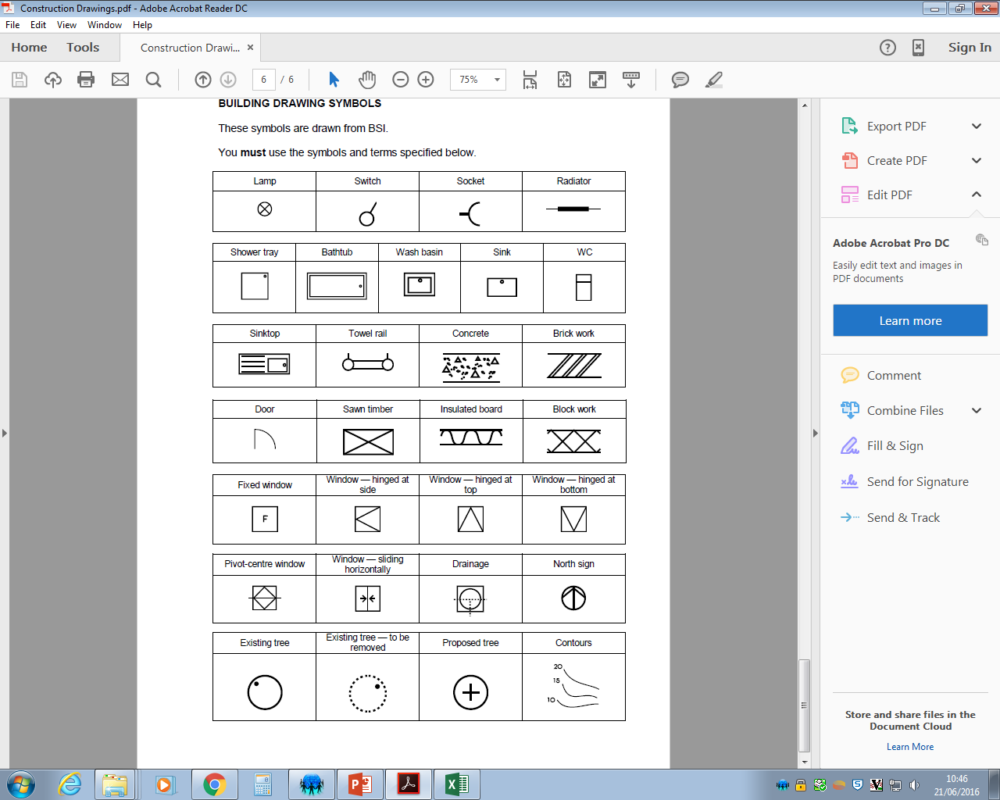 Construction Drawings.pdf - Adobe Acrobat Reader DC
File Edit View Window Help
Home Tools Construction Drawi... × Sign In
6 / 6 75%
BUILDING DRAWING SYMBOLS
These symbols are drawn from BSI.
You must use the symbols and terms specified below.
Lamp Switch Socket Radiator
Shower tray Bathtub Wash basin Sink WC
Sinktop Towel rail Concrete Brick work
Door Sawn timber Insulated board Block work
Fixed window
Window — hinged at
side
Window — hinged at
top
Window — hinged at
bottom
F
Pivot-centre window
Window — sliding
horizontally
Drainage
North sign
Existing tree
Existing tree — to be
removed
Proposed tree
Contours
20
15
10
Export PDF
Create PDF
Edit PDF
Adobe Acrobat Pro DC
Easily edit text and images in
PDF documents
Learn more
Comment
Combine Files
Fill & Sign
Send for Signature
Send & Track
Store and share files in the
Document Cloud
Learn More
10:46
21/06/2016